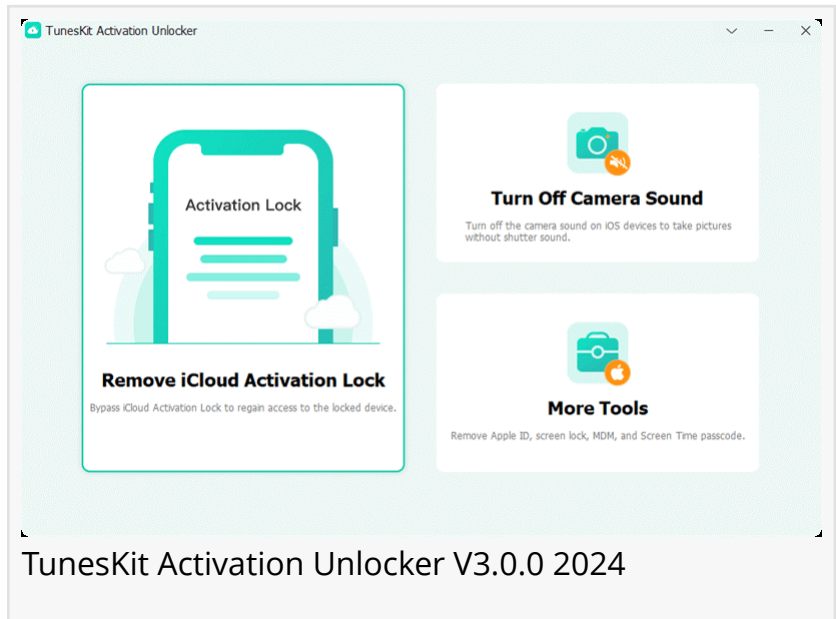 TunesKit Activation Unlocker
Activation Lock
Remove iCloud Activation Lock
Bypass iCloud Activation Lock to regain access to the locked device.
Turn Off Camera Sound
Turn off the camera sound on iOS devices to take pictures
without shutter sound.
More Tools
Remove Apple ID, screen lock, MDM, and Screen Time passcode.
TunesKit Activation Unlocker V3.0.0 2024